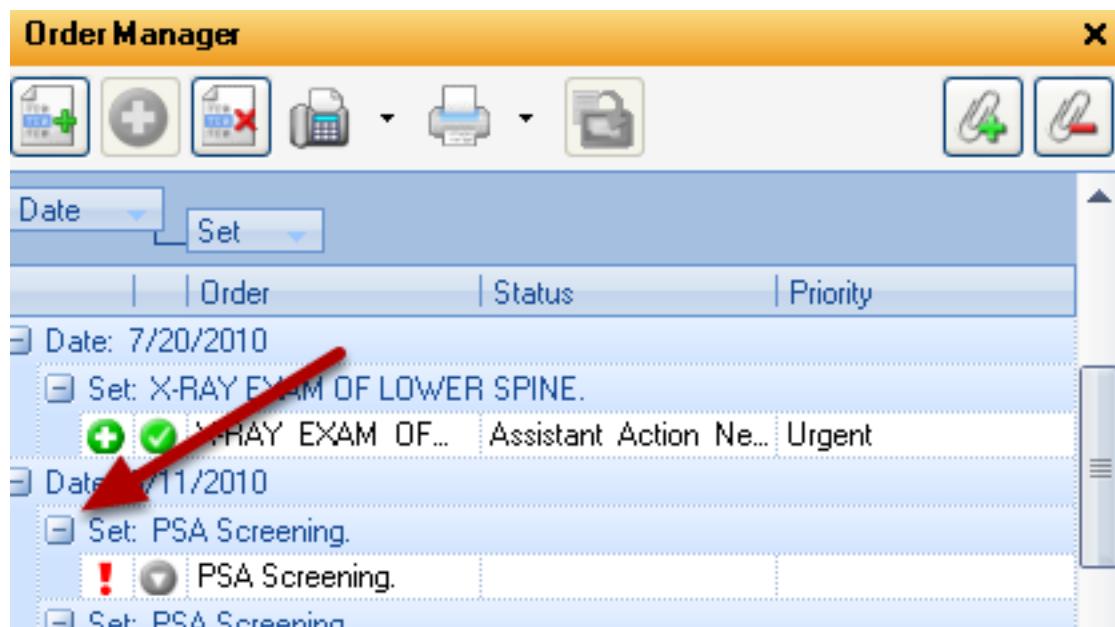 Order Manager
Date
Set
Order Status Priority
Date: 7/20/2010
Set: X-RAY EXAM OF LOWER SPINE.
X-RAY EXAM OF... Assistant Action Ne... Urgent
Date: /11/2010
Set: PSA Screening.
PSA Screening.
Set: PSA Screening